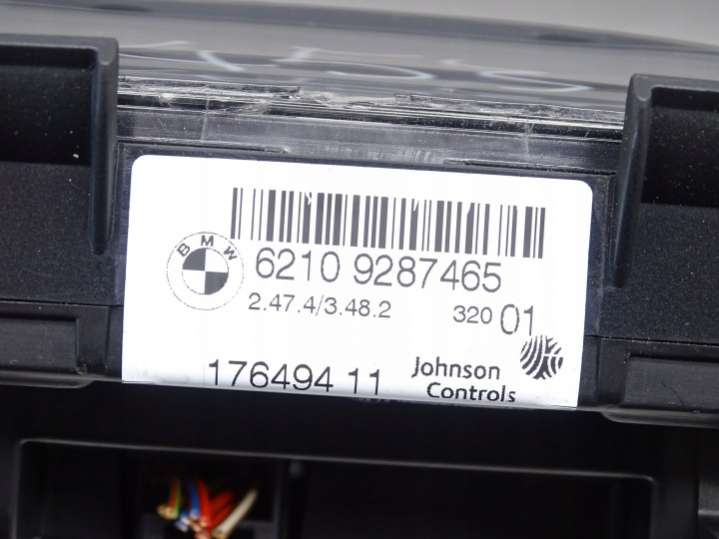 BMW
6210 9287465
2.47.4/3.48.2 320 01
176494 11
Johnson
Controls